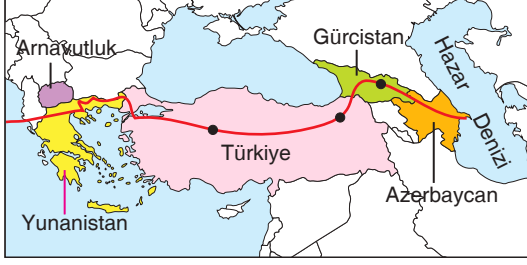 Arnavutluk
Gürcistan
Hazar
Denizi
Türkiye
Azerbaycan
Yunanistan